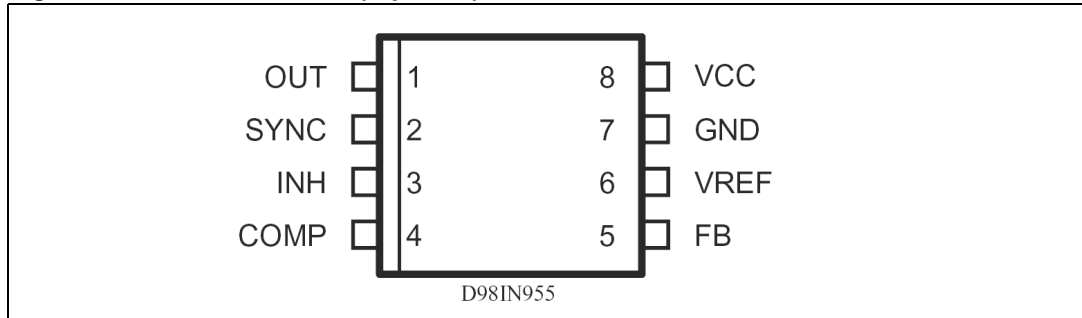 OUT 1 8 VCC
SYNC 2 7 GND
INH 3 6 VREF
COMP 4 5 FB
D98IN955